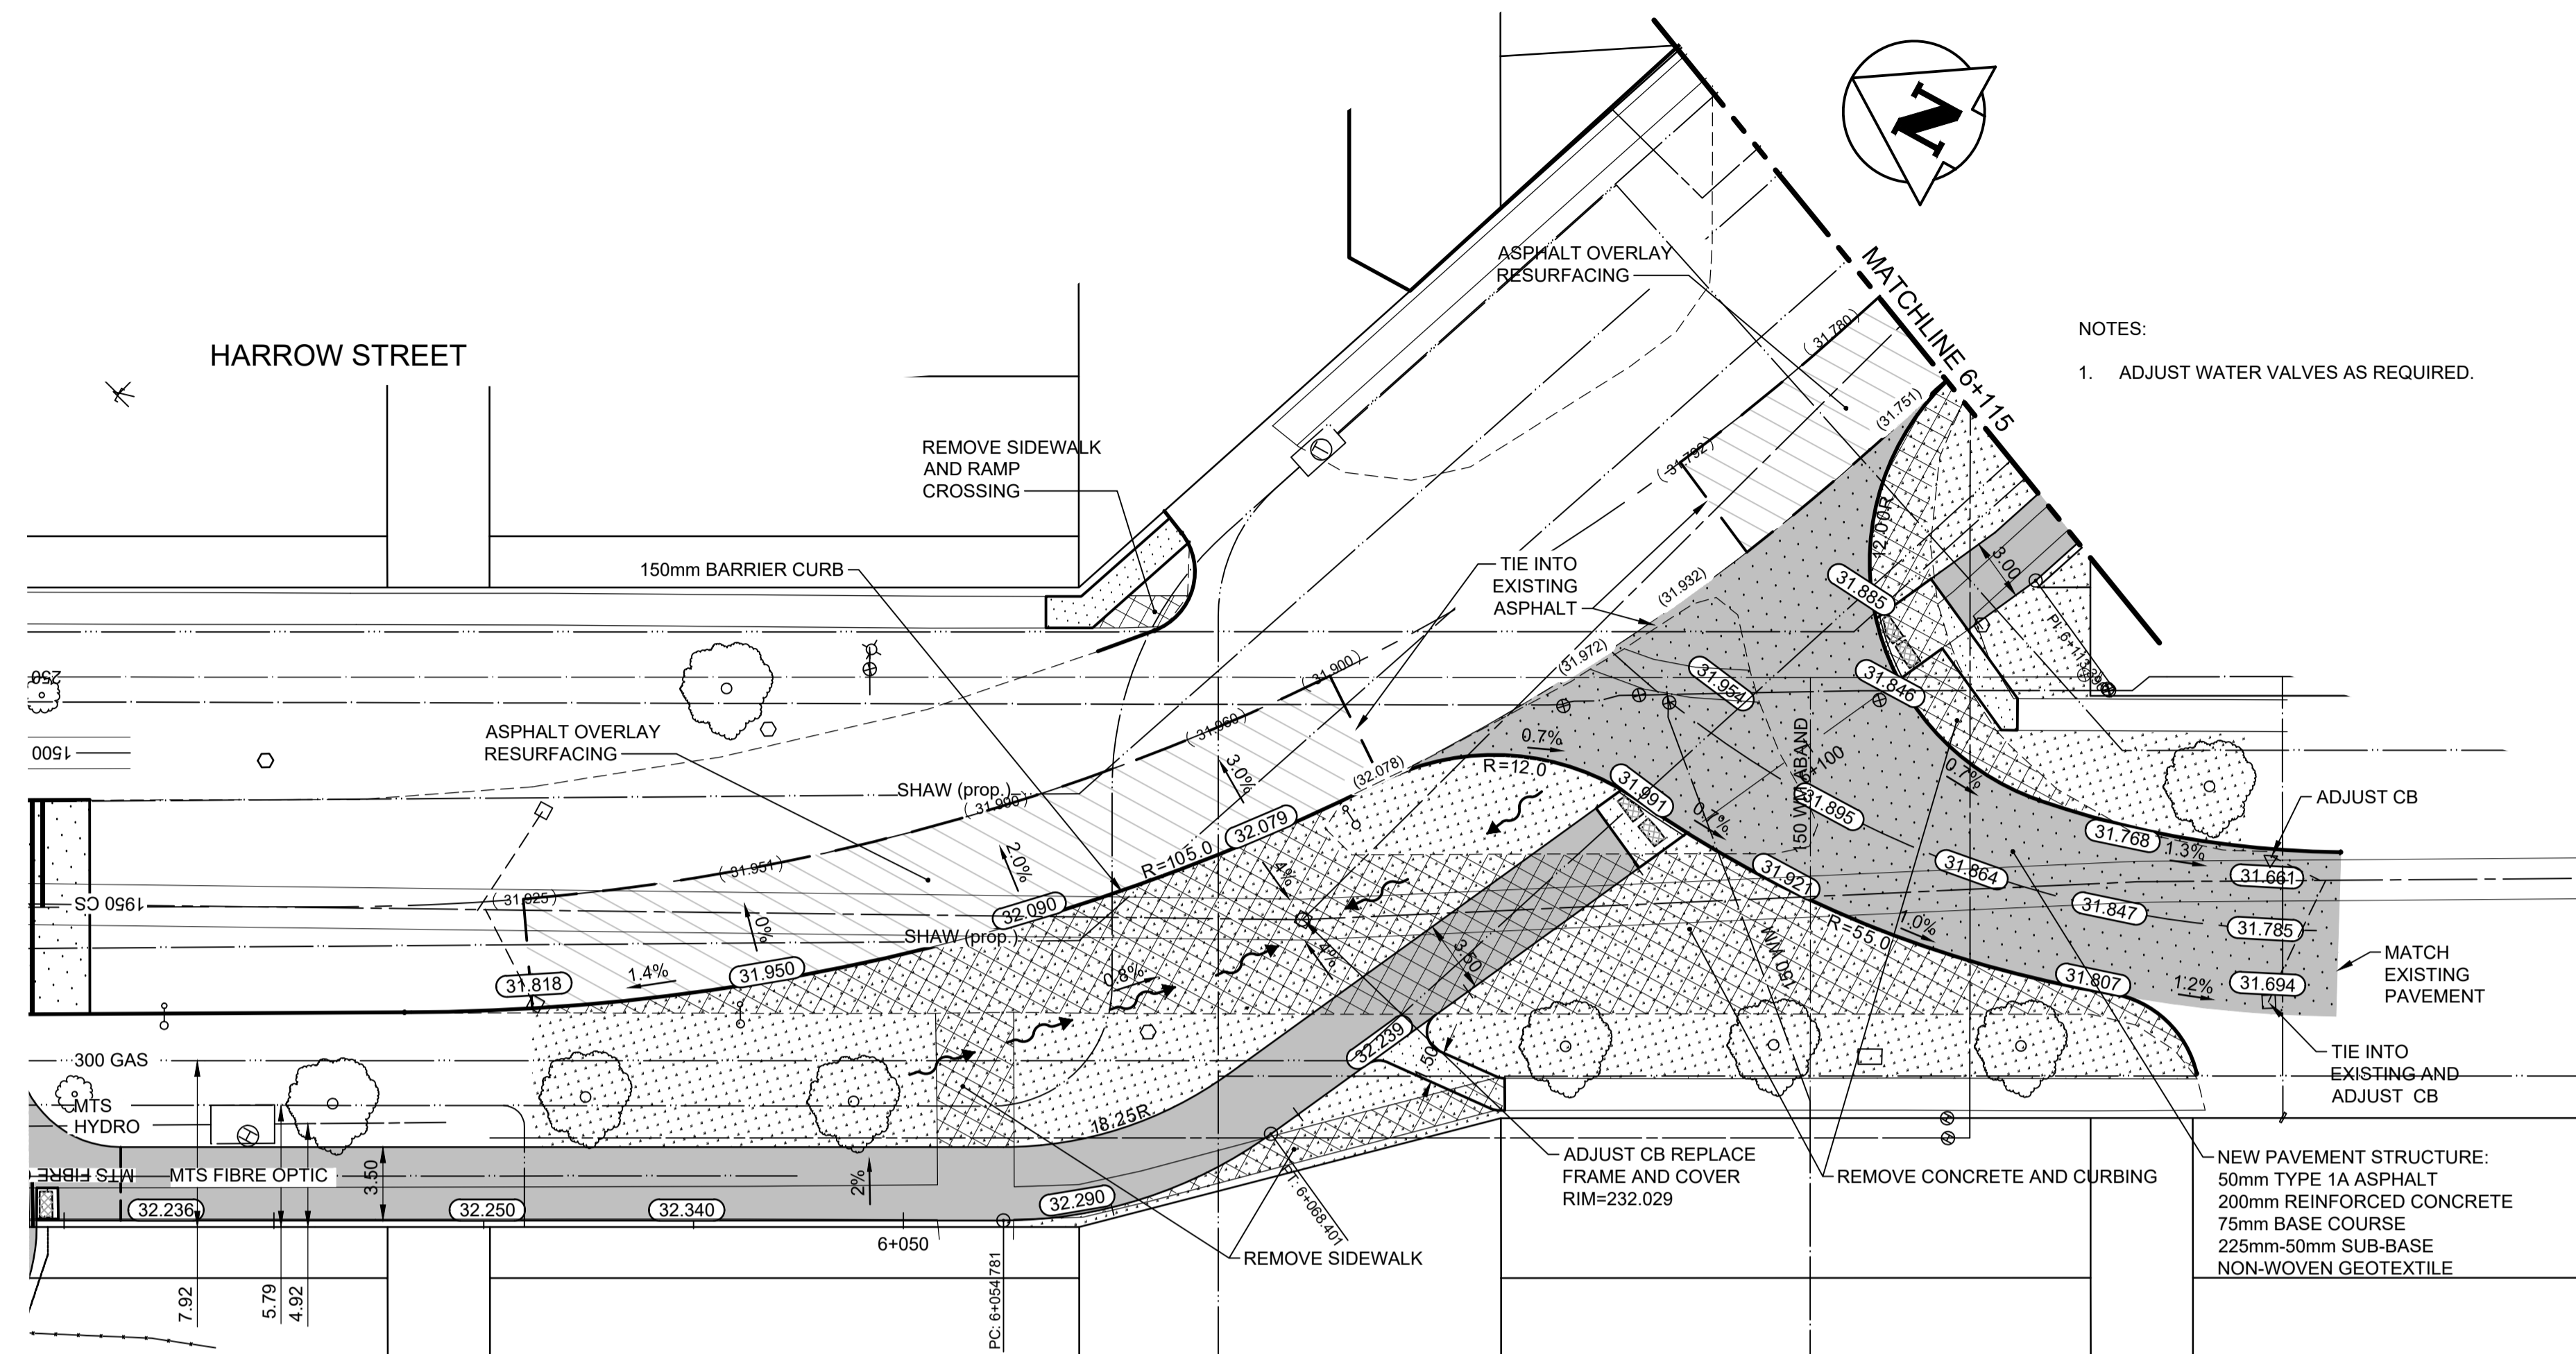 N
MATCHLINE 6+115
NOTES:
1. ADJUST WATER VALVES AS REQUIRED.
HARROW STREET
ASPHALT OVERLAY
RESURFACING
( 31.780 )
(31.751)
( 31.792 )
REMOVE SIDEWALK
AND RAMP
CROSSING
12.00R
3.00
150mm BARRIER CURB
TIE INTO
EXISTING
ASPHALT
(31.932)
31.885
(31.972)
( 31.900 )
31.954
31.846
250
1500
ASPHALT OVERLAY
RESURFACING
( 31.960 )
3.0%
0.7%
R=12.0
(32.078)
31.991
0.7%
150 WM ABAND
6+100
31.895
0.7%
SHAW (prop.)
( 31.990 )
ADJUST CB
32.079
R=105.0
2.0%
31.768
1.3%
( 31.951 )
4%
31.921
31.864
31.661
1950 CS
( 31.925 )
32.090
31.847
SHAW (prop.)
R=55.0
1.0%
31.785
4%
3.50
150 WM
MATCH
EXISTING
PAVEMENT
31.818
1.4%
31.950
0.8%
31.807
1.2%
31.694
300 GAS
32.239
TIE INTO
EXISTING AND
ADJUST CB
MTS
HYDRO
18.25R
MTS FIBRE
MTS FIBRE OPTIC
3.50
2%
32.236
32.250
32.340
32.290
6+050
7.92
5.79
4.92
PC: 6+054.781
6+068.401
REMOVE SIDEWALK
ADJUST CB REPLACE
FRAME AND COVER
RIM=232.029
REMOVE CONCRETE AND CURBING
NEW PAVEMENT STRUCTURE:
50mm TYPE 1A ASPHALT
200mm REINFORCED CONCRETE
75mm BASE COURSE
225mm-50mm SUB-BASE
NON-WOVEN GEOTEXTILE